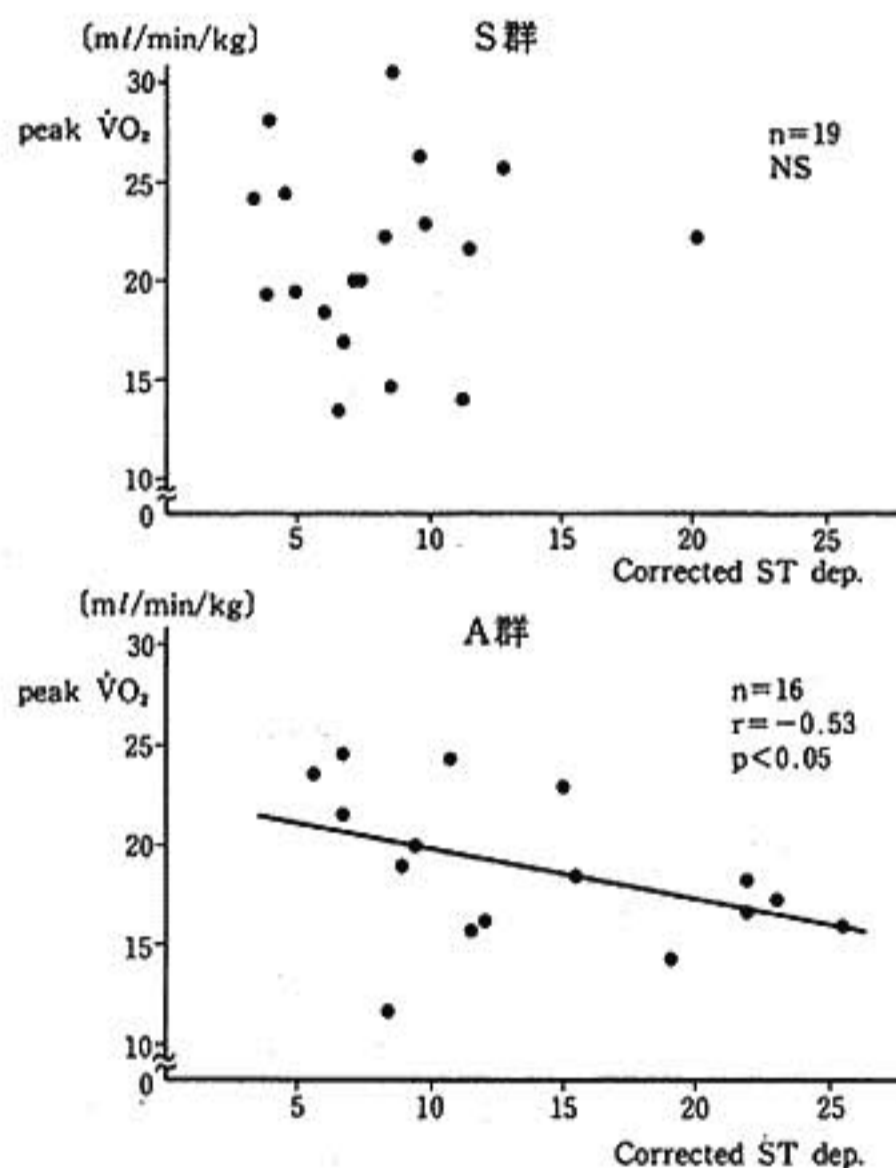 (ml/min/kg)
S群
30
peak V̇O₂
n=19
NS
25
20
15
10
0
5 10 15 20 25
Corrected ST dep.
(ml/min/kg)
A群
30
peak V̇O₂
n=16
r=−0.53
p<0.05
25
20
15
10
0
5 10 15 20 25
Corrected ST dep.